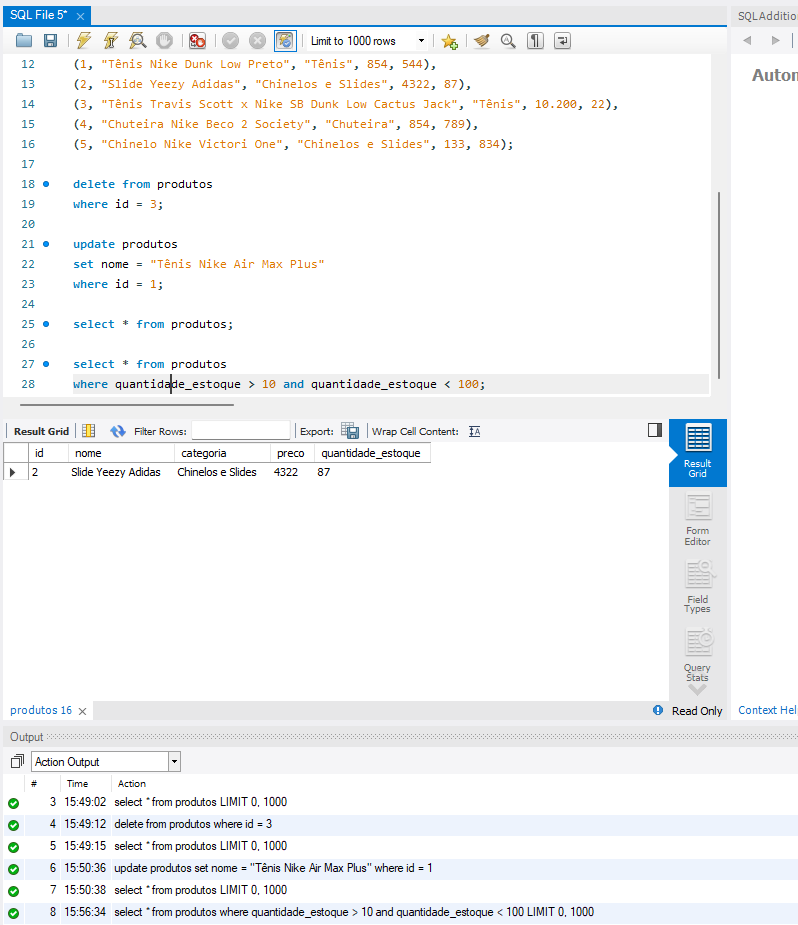 SQL File 5*
SQLAdditio
Limit to 1000 rows
Auton
12 (1, "Tênis Nike Dunk Low Preto", "Tênis", 854, 544),
13 (2, "Slide Yeezy Adidas", "Chinelos e Slides", 4322, 87),
14 (3, "Tênis Travis Scott x Nike SB Dunk Low Cactus Jack", "Tênis", 10.200, 22),
15 (4, "Chuteira Nike Beco 2 Society", "Chuteira", 854, 789),
16 (5, "Chinelo Nike Victori One", "Chinelos e Slides", 133, 834);
17
18 delete from produtos
19 where id = 3;
20
21 update produtos
22 set nome = "Tênis Nike Air Max Plus"
23 where id = 1;
24
25 select * from produtos;
26
27 select * from produtos
28 where quantidade_estoque > 10 and quantidade_estoque < 100;
Result Grid Filter Rows: Export: Wrap Cell Content:
id nome categoria preco quantidade_estoque
2 Slide Yeezy Adidas Chinelos e Slides 4322 87
Result
Grid
Form
Editor
Field
Types
Query
Stats
produtos 16
Read Only
Context Hel
Output
Action Output
# Time Action
3 15:49:02 select * from produtos LIMIT 0, 1000
4 15:49:12 delete from produtos where id = 3
5 15:49:15 select * from produtos LIMIT 0, 1000
6 15:50:36 update produtos set nome = "Tênis Nike Air Max Plus" where id = 1
7 15:50:38 select * from produtos LIMIT 0, 1000
8 15:56:34 select * from produtos where quantidade_estoque > 10 and quantidade_estoque < 100 LIMIT 0, 1000